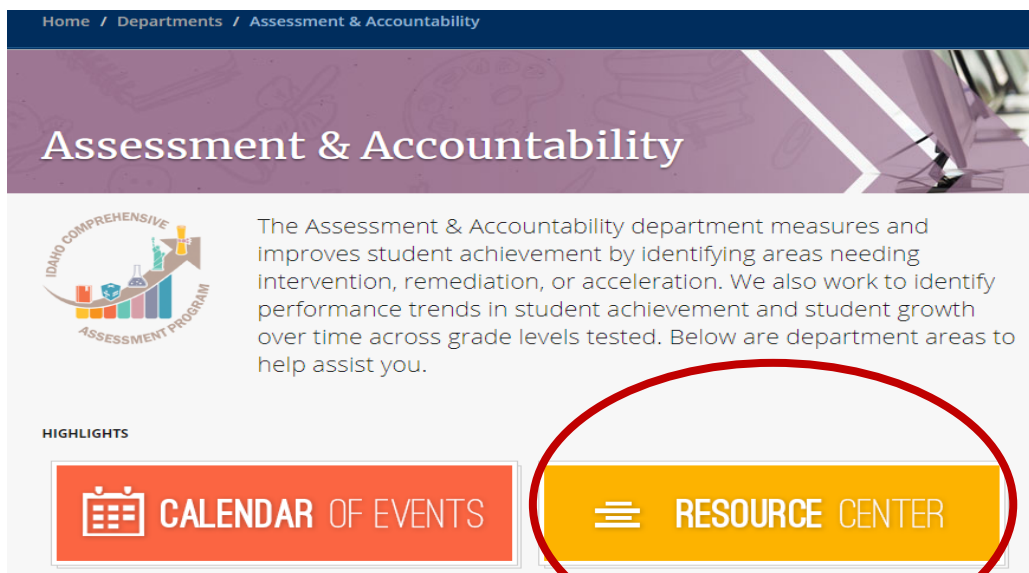 Home / Departments / Assessment & Accountability
Assessment & Accountability
IDAHO COMPREHENSIVE
ASSESSMENT PROGRAM
The Assessment & Accountability department measures and
improves student achievement by identifying areas needing
intervention, remediation, or acceleration. We also work to identify
performance trends in student achievement and student growth
over time across grade levels tested. Below are department areas to
help assist you.
HIGHLIGHTS
CALENDAR OF EVENTS
RESOURCE CENTER